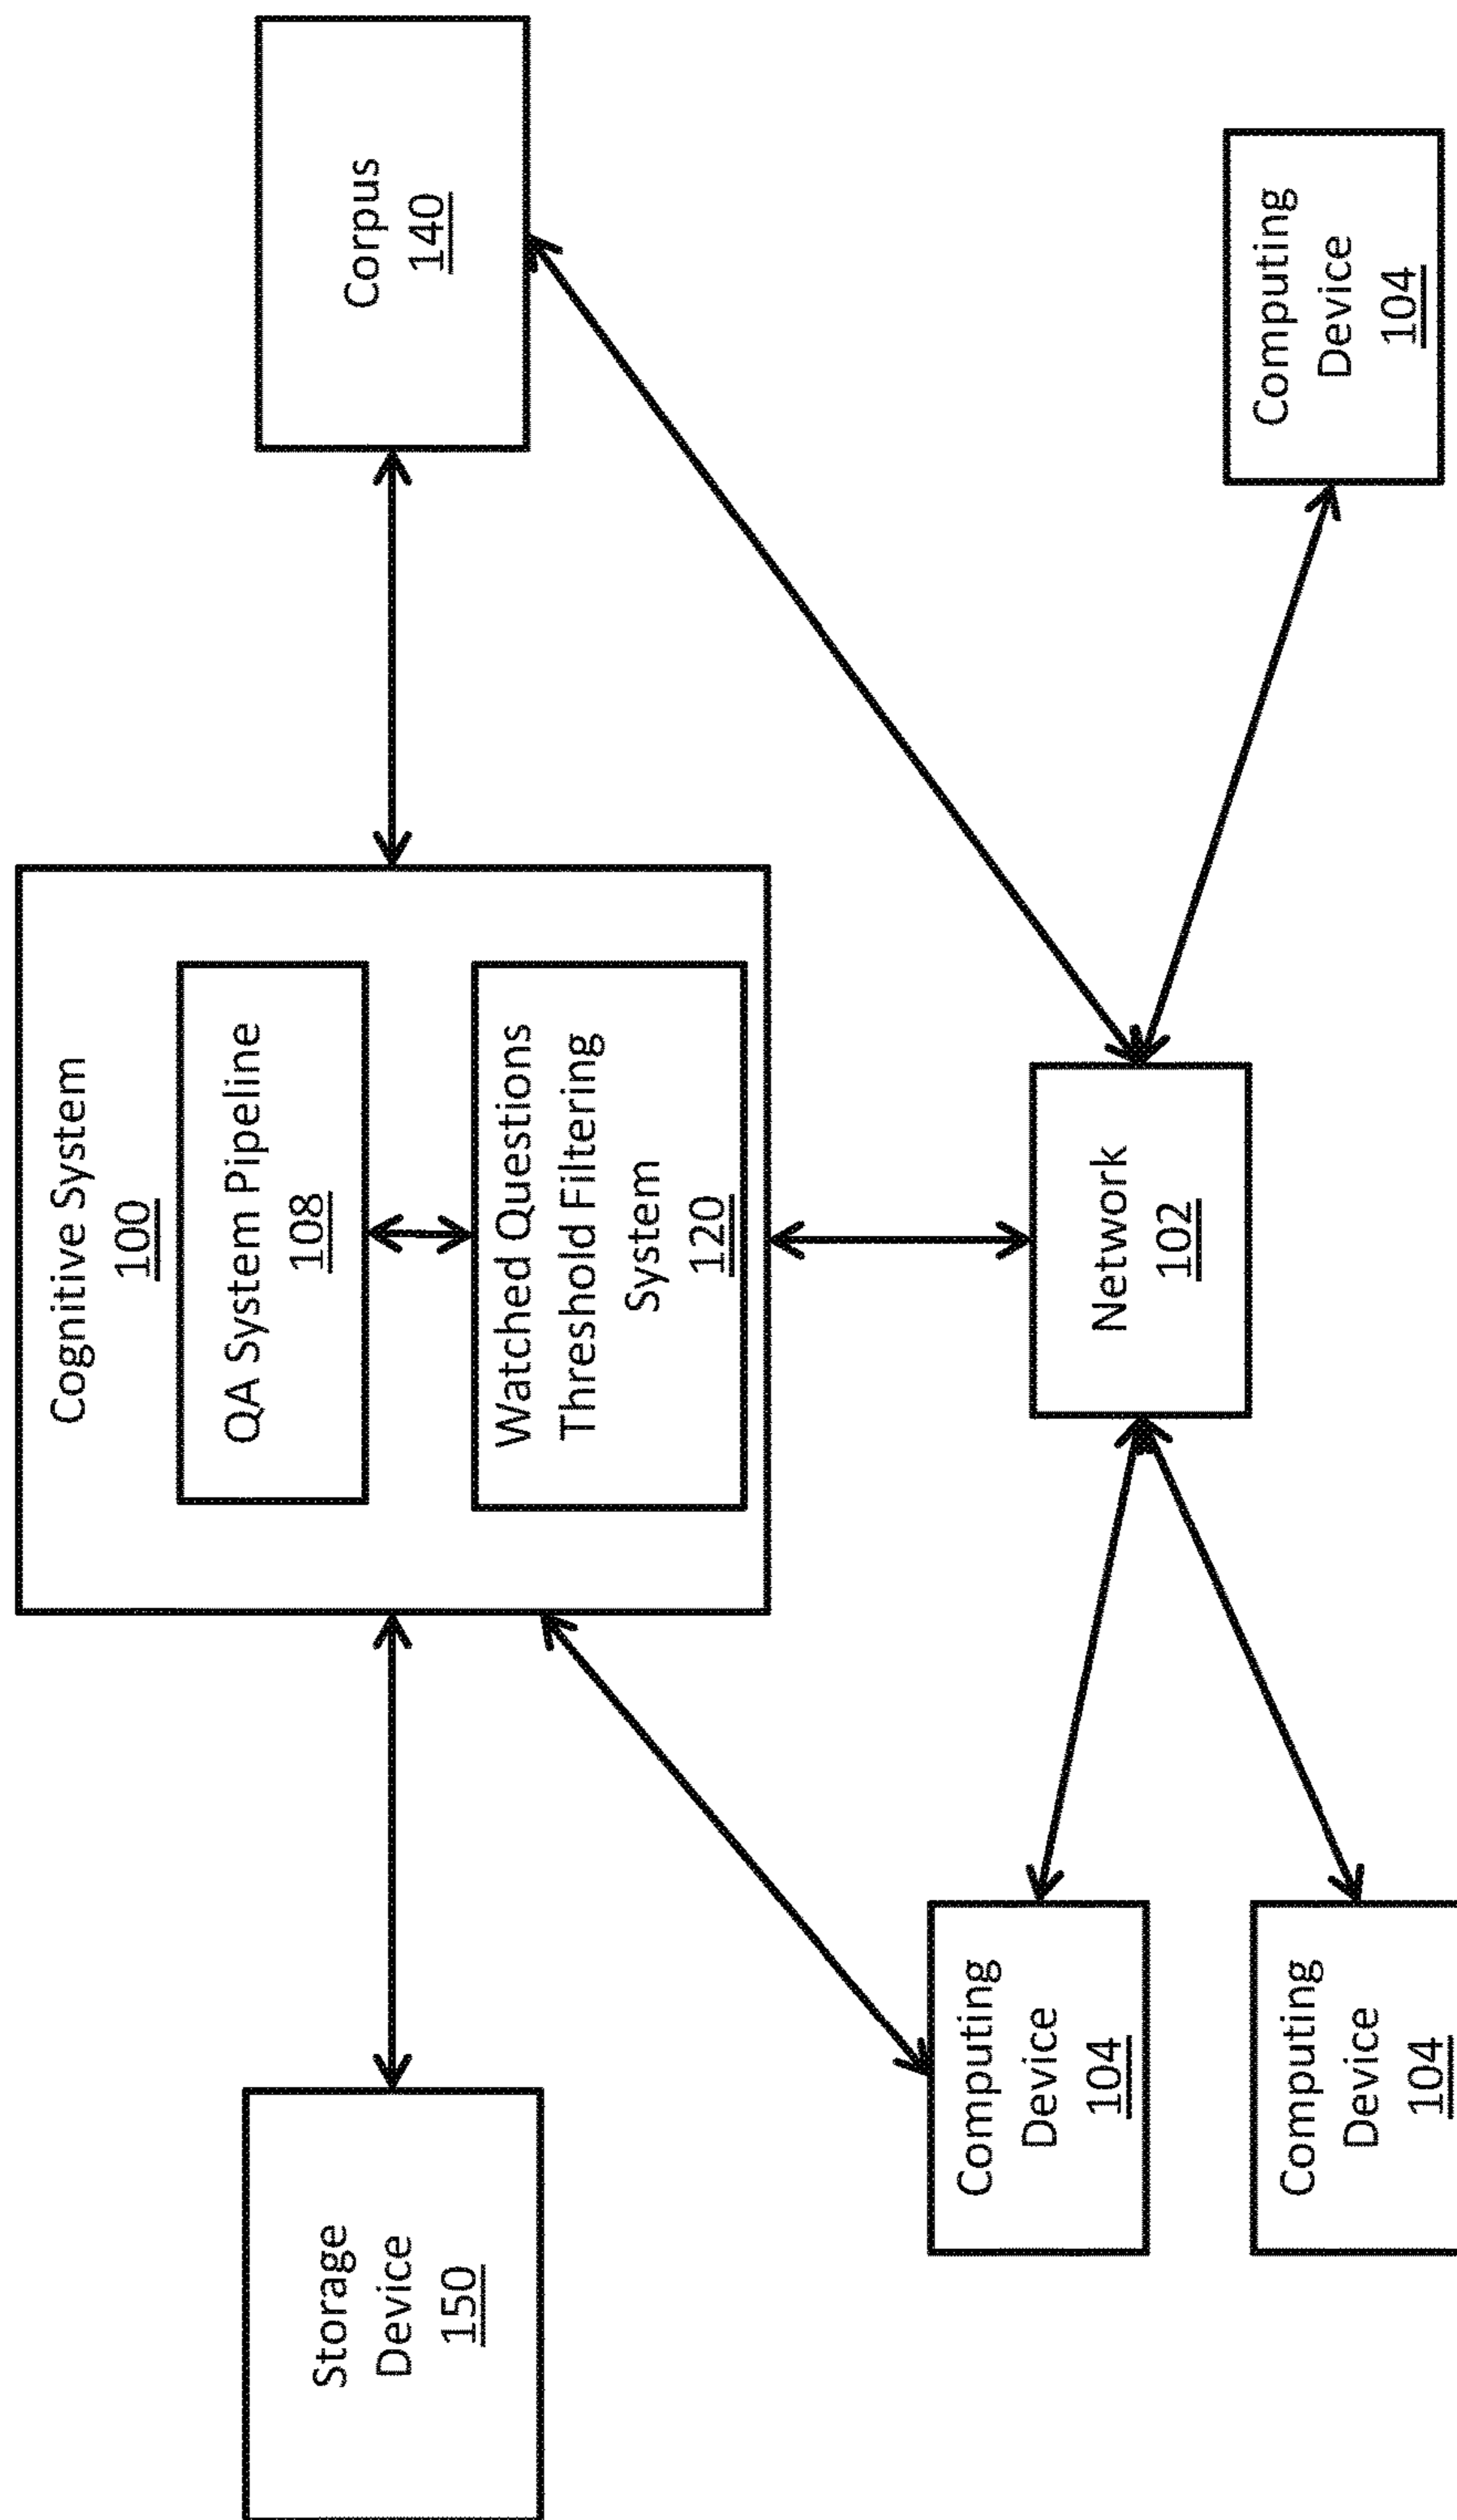 Cognitive System
100
QA System Pipeline
108
Watched Questions
Threshold Filtering
System
120
Storage
Device
150
Corpus
140
Network
102
Computing
Device
104
Computing
Device
104
Computing
Device
104